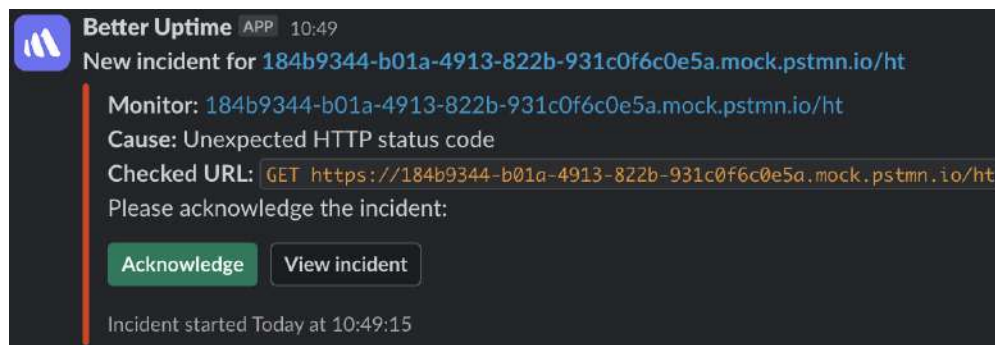 Better Uptime APP 10:49
New incident for 184b9344-b01a-4913-822b-931c0f6c0e5a.mock.pstmn.io/ht
Monitor: 184b9344-b01a-4913-822b-931c0f6c0e5a.mock.pstmn.io/ht
Cause: Unexpected HTTP status code
Checked URL: GET https://184b9344-b01a-4913-822b-931c0f6c0e5a.mock.pstmn.io/ht
Please acknowledge the incident:
Acknowledge View incident
Incident started Today at 10:49:15